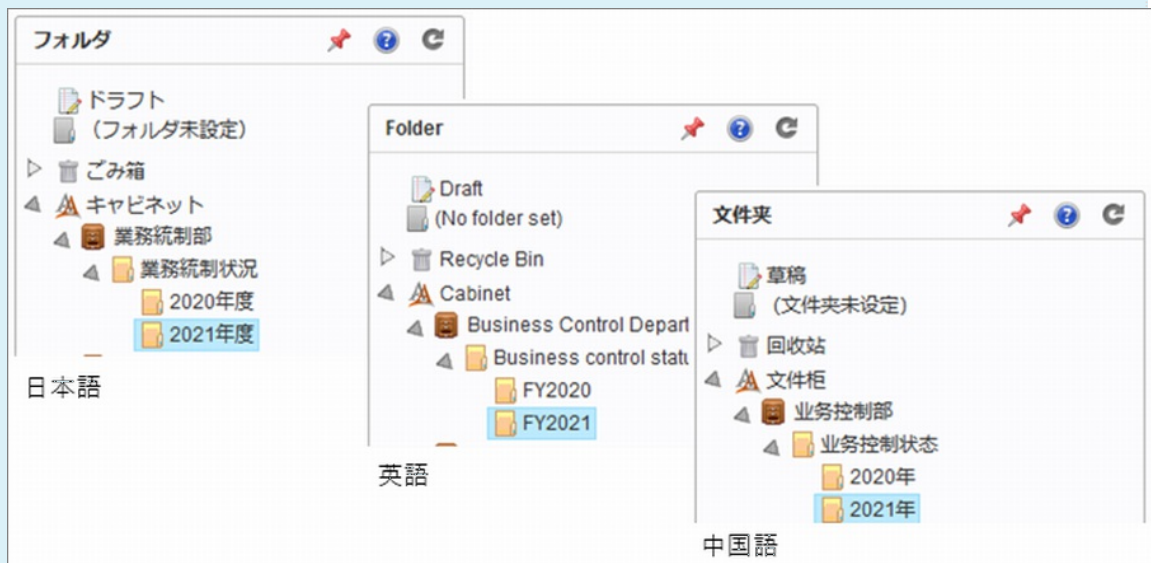 フォルダ
ドラフト
(フォルダ未設定)
ごみ箱
キャビネット
業務統制部
業務統制状況
2020年度
2021年度
日本語
Folder
Draft
(No folder set)
Recycle Bin
Cabinet
Business Control Depart
Business control statu
FY2020
FY2021
英語
文件夹
草稿
(文件夹未设定)
回收站
文件柜
业务控制部
业务控制状态
2020年
2021年
中国語